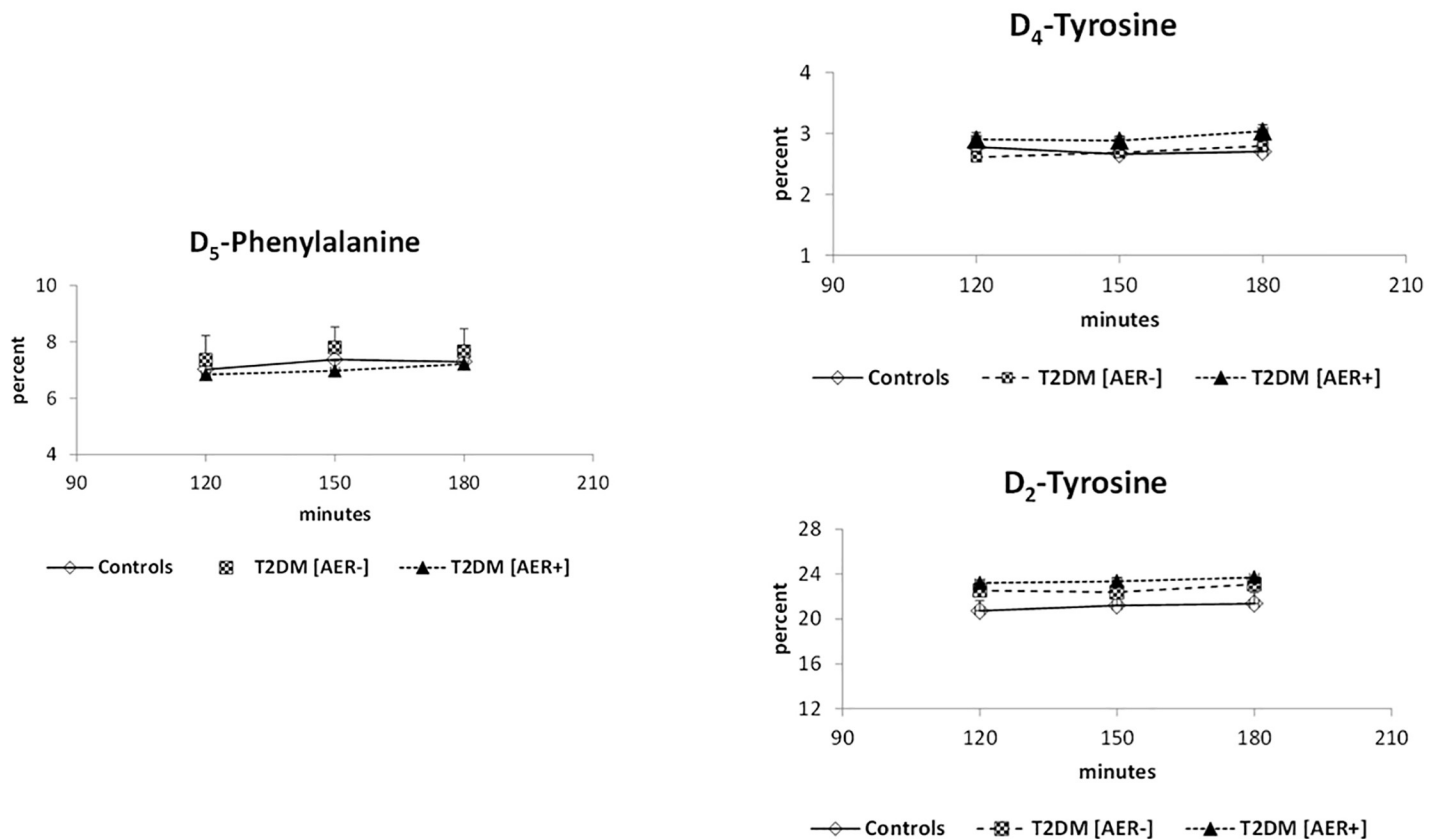 D5-Phenylalanine
percent
10
8
6
4
90 120 150 180 210
minutes
Controls T2DM [AER-] T2DM [AER+]
D4-Tyrosine
percent
4
3
2
1
90 120 150 180 210
minutes
Controls T2DM [AER-] T2DM [AER+]
D2-Tyrosine
percent
28
24
20
16
12
90 120 150 180 210
minutes
Controls T2DM [AER-] T2DM [AER+]